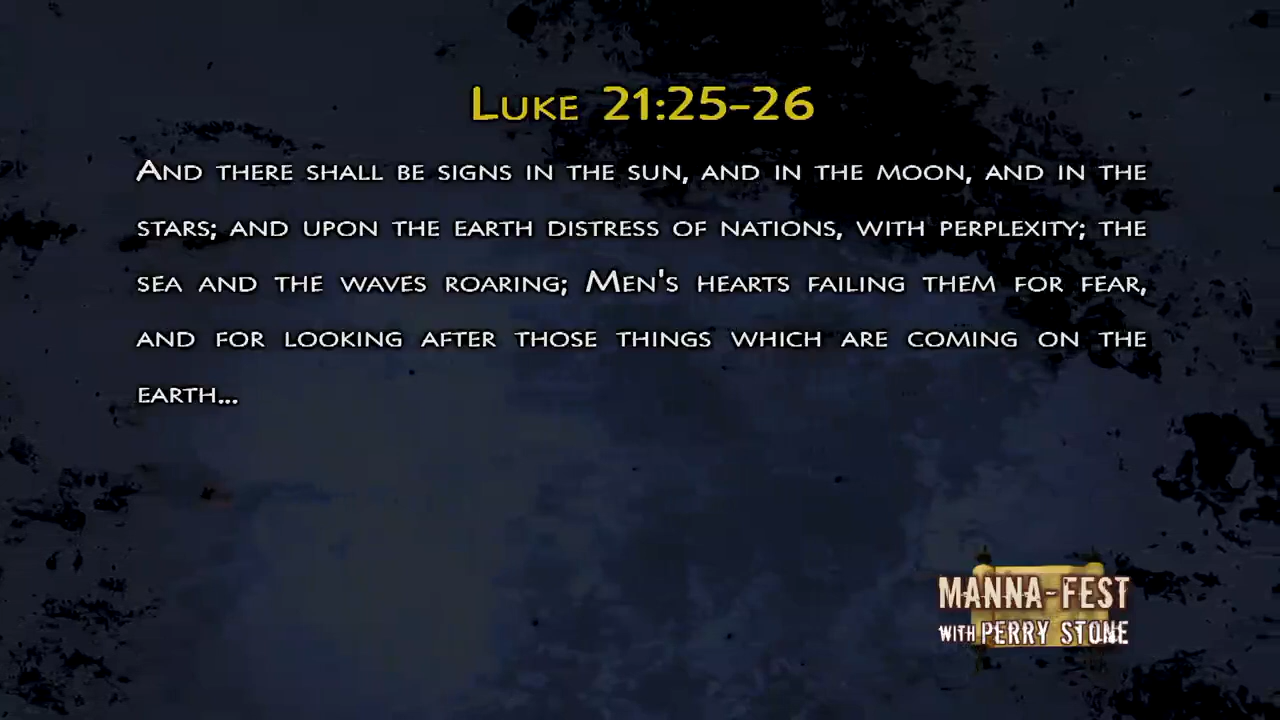 Luke 21:25-26
And there shall be signs in the sun, and in the moon, and in the
stars; and upon the earth distress of nations, with perplexity; the
sea and the waves roaring; Men's hearts failing them for fear,
and for looking after those things which are coming on the
earth...
MANNA-FEST
WITH PERRY STONE